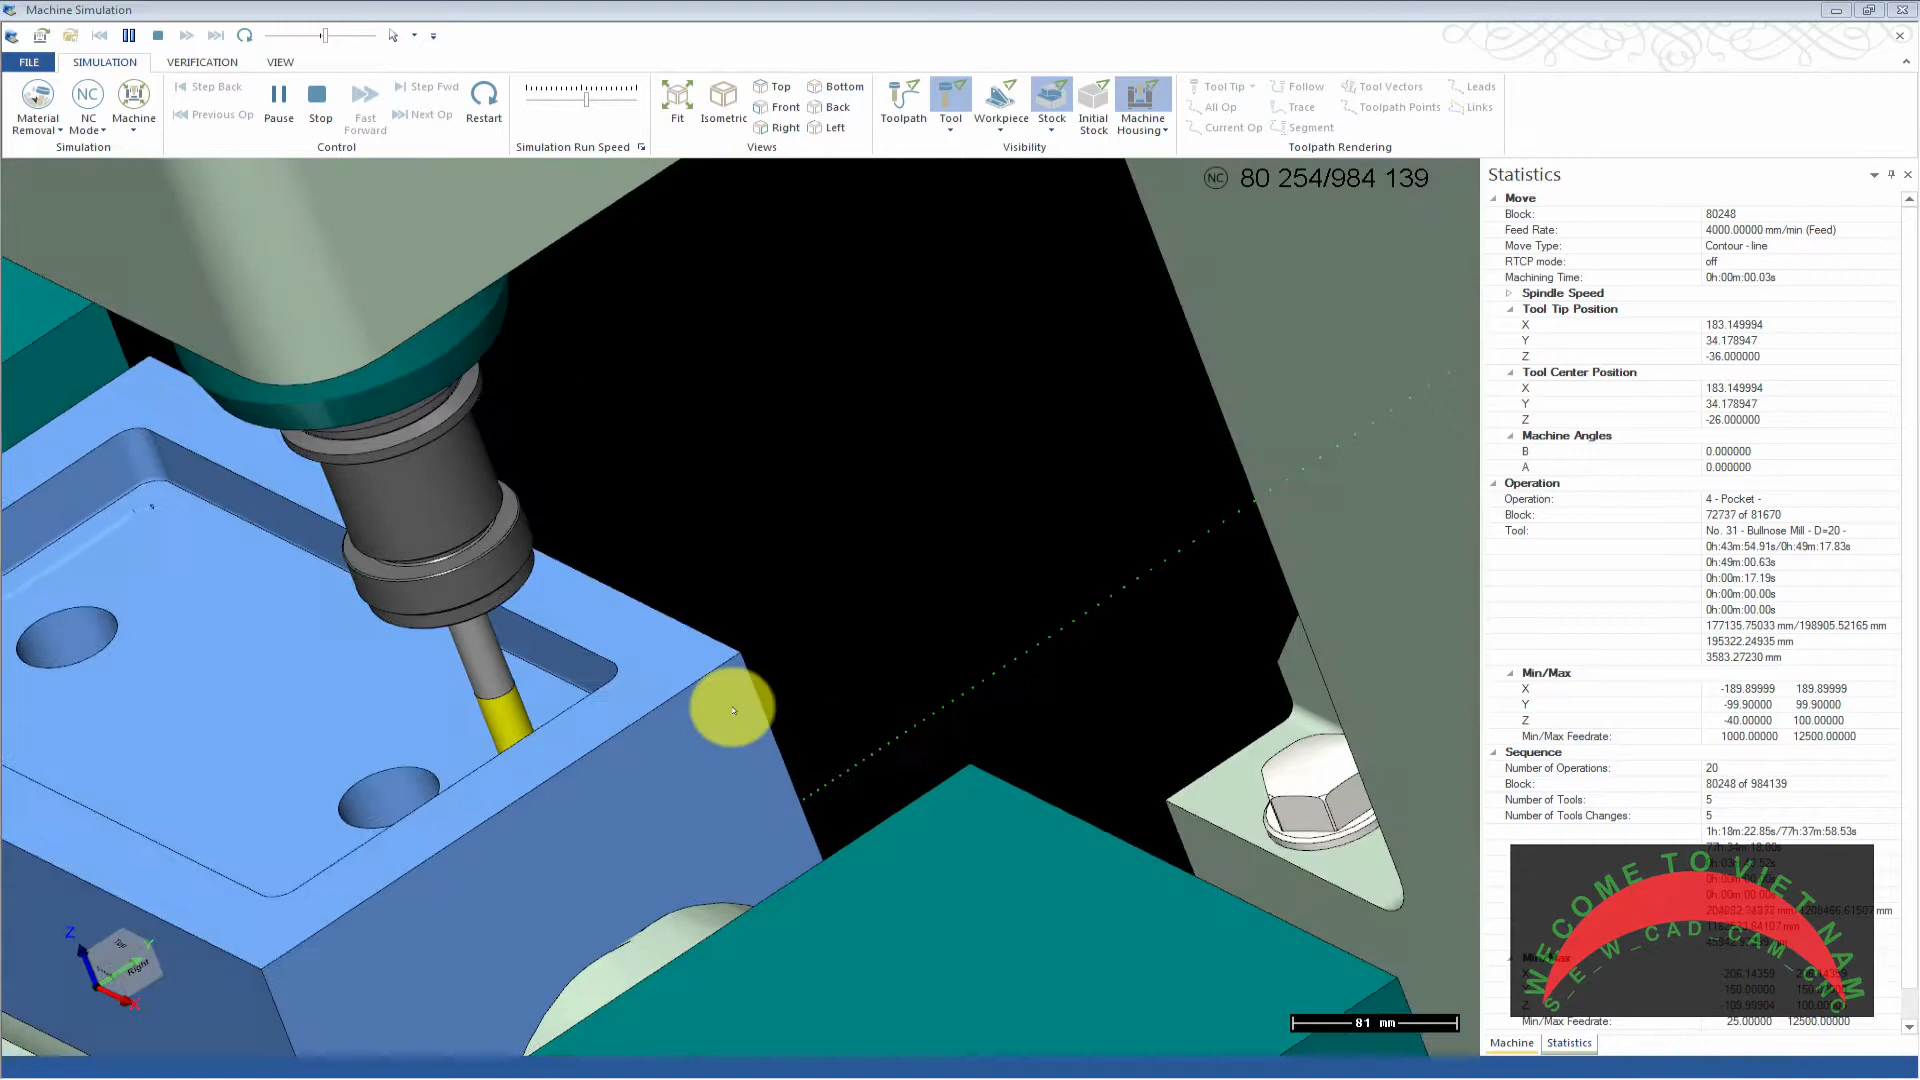 Machine Simulation
FILE SIMULATION VERIFICATION VIEW
Material Removal
NC Mode
Machine
Simulation
Step Back
Previous Op
Pause
Stop
Fast Forward
Step Fwd
Next Op
Restart
Control
Simulation Run Speed
Fit
Isometric
Top
Front
Right
Bottom
Back
Left
Views
Toolpath
Tool
Workpiece
Stock
Initial Stock
Machine Housing
Visibility
Tool Tip
All Op
Current Op
Follow
Trace
Segment
Tool Vectors
Toolpath Points
Leads
Links
Toolpath Rendering
NC 80 254/984 139
Statistics
Move
Block: 80248
Feed Rate: 4000.00000 mm/min (Feed)
Move Type: Contour - line
RTCP mode: off
Machining Time: 0h:00m:00.03s
Spindle Speed
Tool Tip Position
X 183.149994
Y 34.178947
Z -36.000000
Tool Center Position
X 183.149994
Y 34.178947
Z -26.000000
Machine Angles
B 0.000000
A 0.000000
Operation
Operation: 4 - Pocket -
Block: 72737 of 81670
Tool: No. 31 - Bullnose Mill - D=20 -
0h:43m:54.91s/0h:49m:17.83s
0h:49m:00.63s
0h:00m:17.19s
0h:00m:00.00s
0h:00m:00.00s
177135.75033 mm/198905.52165 mm
195322.24935 mm
3583.27230 mm
Min/Max
X -189.89999 189.89999
Y -99.90000 99.90000
Z -40.00000 100.00000
Min/Max Feedrate: 1000.00000 12500.00000
Sequence
Number of Operations: 20
Block: 80248 of 984139
Number of Tools: 5
Number of Tools Changes: 5
1h:18m:22.85s/77h:37m:58.53s
Min/Max Feedrate: 25.00000 12500.00000
WECOME TO VIET NAM
Machine Statistics
Z
Y
X
Top
Right
81 mm